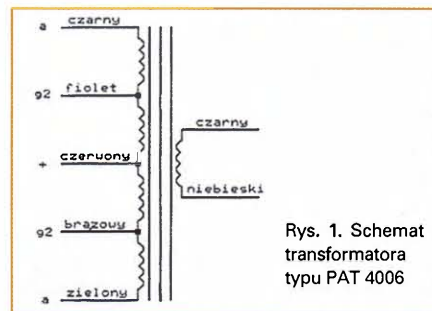 a czarny
g2 fiolet
czarny
+ czerwony
niebieski
g2 brązowy
a zielony
Rys. 1. Schemat
transformatora
typu PAT 4006